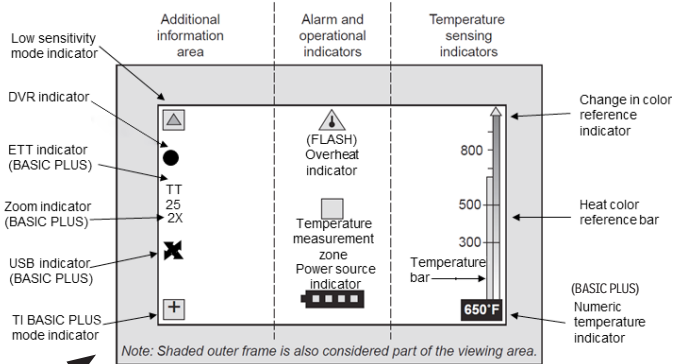 Additional
information
area
Alarm and
operational
indicators
Temperature
sensing
indicators
Low sensitivity
mode indicator
DVR indicator
ETT indicator
(BASIC PLUS)
Zoom indicator
(BASIC PLUS)
USB indicator
(BASIC PLUS)
TI BASIC PLUS
mode indicator
TT
25
2X
+
(FLASH)
Overheat
indicator
Temperature
measurement
zone
Power source
indicator
800
500
300
Temperature
bar
650°F
Change in color
reference
indicator
Heat color
reference bar
(BASIC PLUS)
Numeric
temperature
indicator
Note: Shaded outer frame is also considered part of the viewing area.